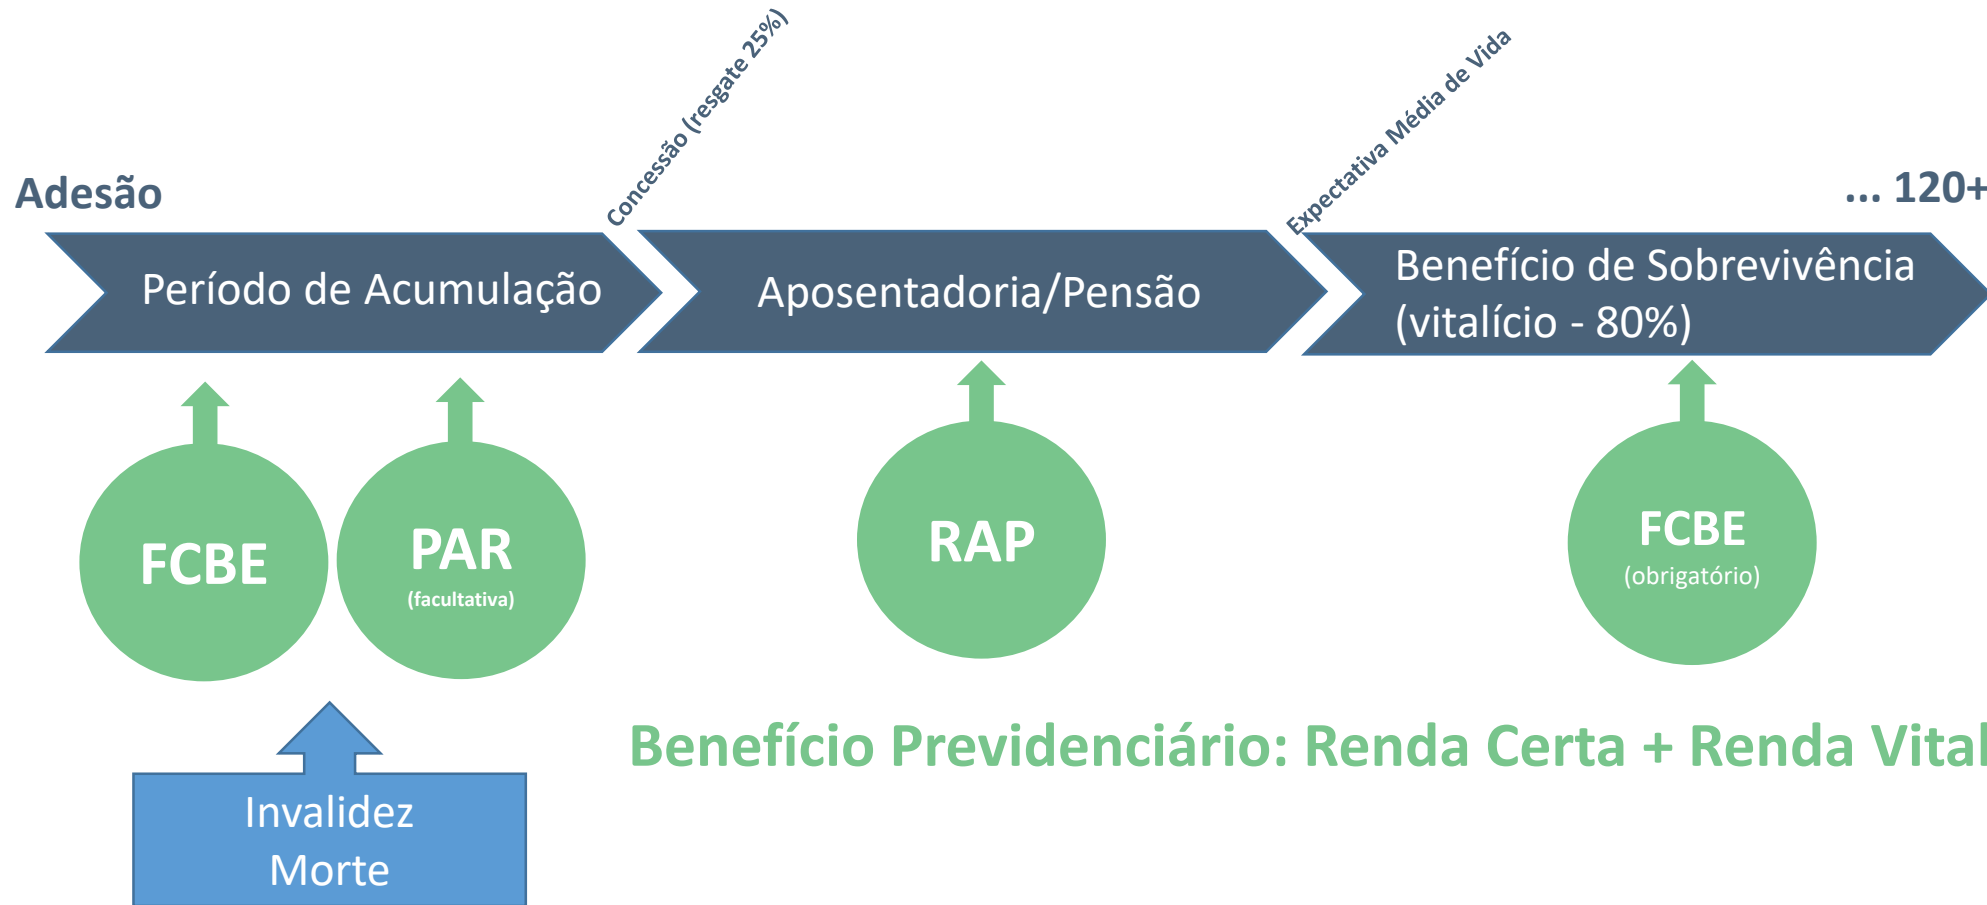 Concessão (resgate 25%)
Expectativa Média de Vida
Adesão
... 120+
Período de Acumulação
Aposentadoria/Pensão
Benefício de Sobrevivência
(vitalício - 80%)
FCBE
PAR
(facultativa)
RAP
FCBE
(obrigatório)
Benefício Previdenciário: Renda Certa + Renda Vital
Invalidez
Morte